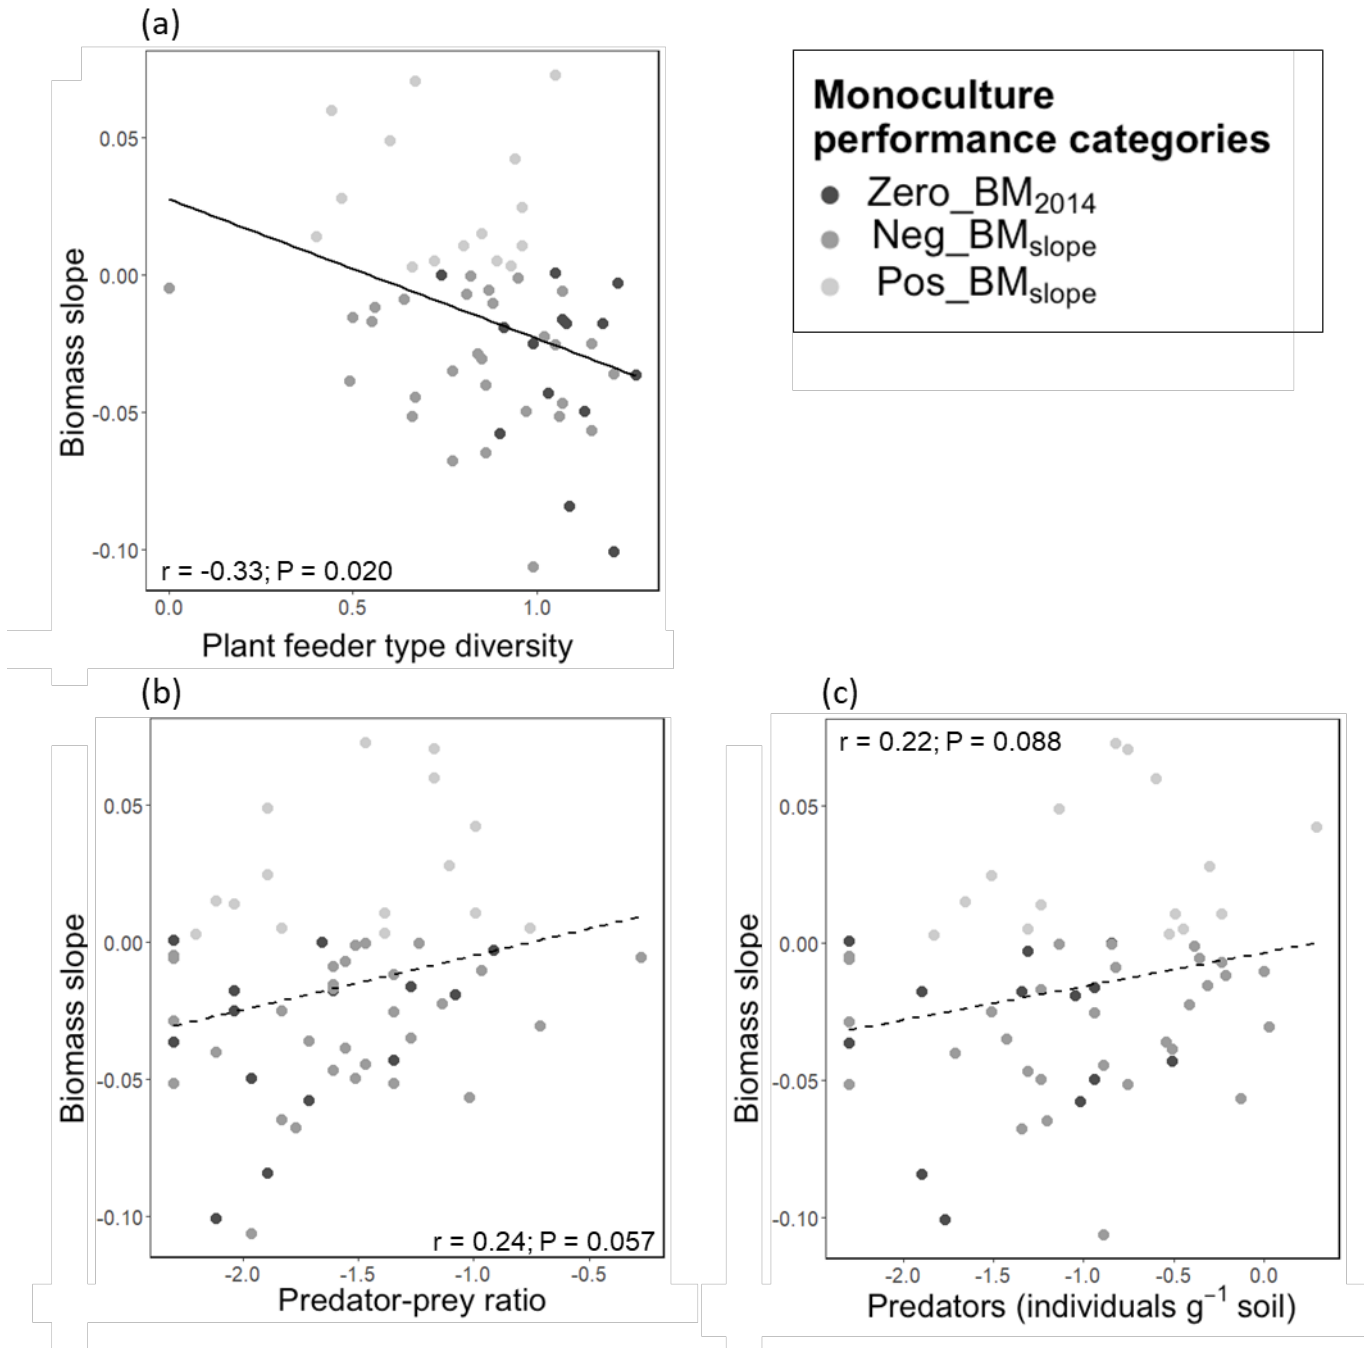 (a)
Monoculture
performance categories
Zero_BM2014
Neg_BMslope
Pos_BMslope
0.05
0.00
-0.05
-0.10
Biomass slope
r = -0.33; P = 0.020
0.0 0.5 1.0
Plant feeder type diversity
(b)
0.05
0.00
-0.05
-0.10
Biomass slope
r = 0.24; P = 0.057
-2.0 -1.5 -1.0 -0.5
Predator-prey ratio
(c)
r = 0.22; P = 0.088
0.05
0.00
-0.05
-0.10
Biomass slope
-2.0 -1.5 -1.0 -0.5 0.0
Predators (individuals g⁻¹ soil)